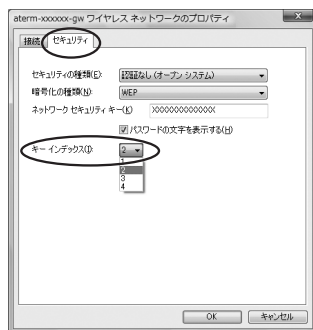 aterm-xxxxxx-gw ワイヤレス ネットワークのプロパティ
接続 セキュリティ
セキュリティの種類(E): 認証なし (オープン システム)
暗号化の種類(N): WEP
ネットワーク セキュリティ キー(K) XXXXXXXXXXXXX
パスワードの文字を表示する(H)
キー インデックス(I): 2
1
2
3
4
OK キャンセル